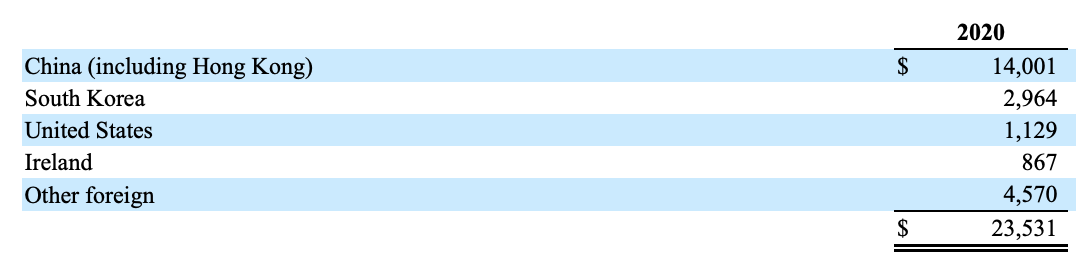 2020
China (including Hong Kong) $ 14,001
South Korea 2,964
United States 1,129
Ireland 867
Other foreign 4,570
$ 23,531